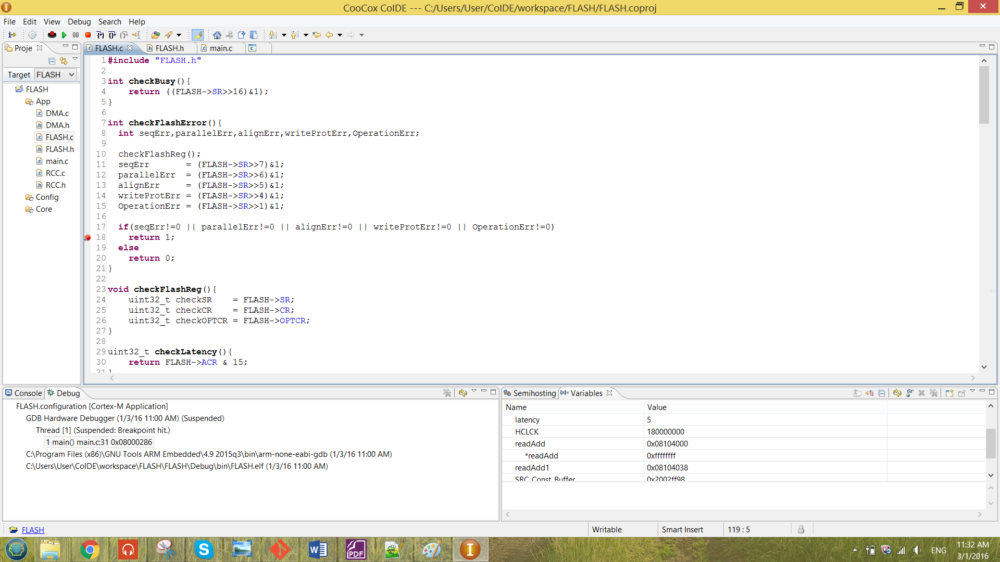 CooCox CoIDE --- C:/Users/User/CoIDE/workspace/FLASH/FLASH.coproj
File Edit View Debug Search Help
Proje
FLASH.c FLASH.h main.c
Target FLASH
FLASH
App
DMA.c
DMA.h
FLASH.c
FLASH.h
main.c
RCC.c
RCC.h
Config
Core
1 #include "FLASH.h"
2
3 int checkBusy(){
4 return ((FLASH->SR>>16)&1);
5 }
6
7 int checkFlashError(){
8 int seqErr,parallelErr,alignErr,writeProtErr,OperationErr;
9
10 checkFlashReg();
11 seqErr = (FLASH->SR>>7)&1;
12 parallelErr = (FLASH->SR>>6)&1;
13 alignErr = (FLASH->SR>>5)&1;
14 writeProtErr = (FLASH->SR>>4)&1;
15 OperationErr = (FLASH->SR>>1)&1;
16
17 if(seqErr!=0 || parallelErr!=0 || alignErr!=0 || writeProtErr!=0 || OperationErr!=0)
18 return 1;
19 else
20 return 0;
21 }
22
23 void checkFlashReg(){
24 uint32_t checkSR = FLASH->SR;
25 uint32_t checkCR = FLASH->CR;
26 uint32_t checkOPTCR = FLASH->OPTCR;
27 }
28
29 uint32_t checkLatency(){
30 return FLASH->ACR & 15;
31 }
Console Debug
FLASH.configuration [Cortex-M Application]
GDB Hardware Debugger (1/3/16 11:00 AM) (Suspended)
Thread [1] (Suspended: Breakpoint hit.)
1 main() main.c:31 0x08000286
C:\Program Files (x86)\GNU Tools ARM Embedded\4.9 2015q3\bin\arm-none-eabi-gdb (1/3/16 11:00 AM)
C:\Users\User\CoIDE\workspace\FLASH\FLASH\Debug\bin\FLASH.elf (1/3/16 11:00 AM)
Semihosting (x)= Variables
Name Value
latency 5
HCLCK 180000000
readAdd 0x08104000
*readAdd 0xffffffff
readAdd1 0x08104038
SRC_Const_Buffer 0x2002ff98
FLASH
Writable Smart Insert 119 : 5
PDF
ENG
11:32 AM
3/1/2016